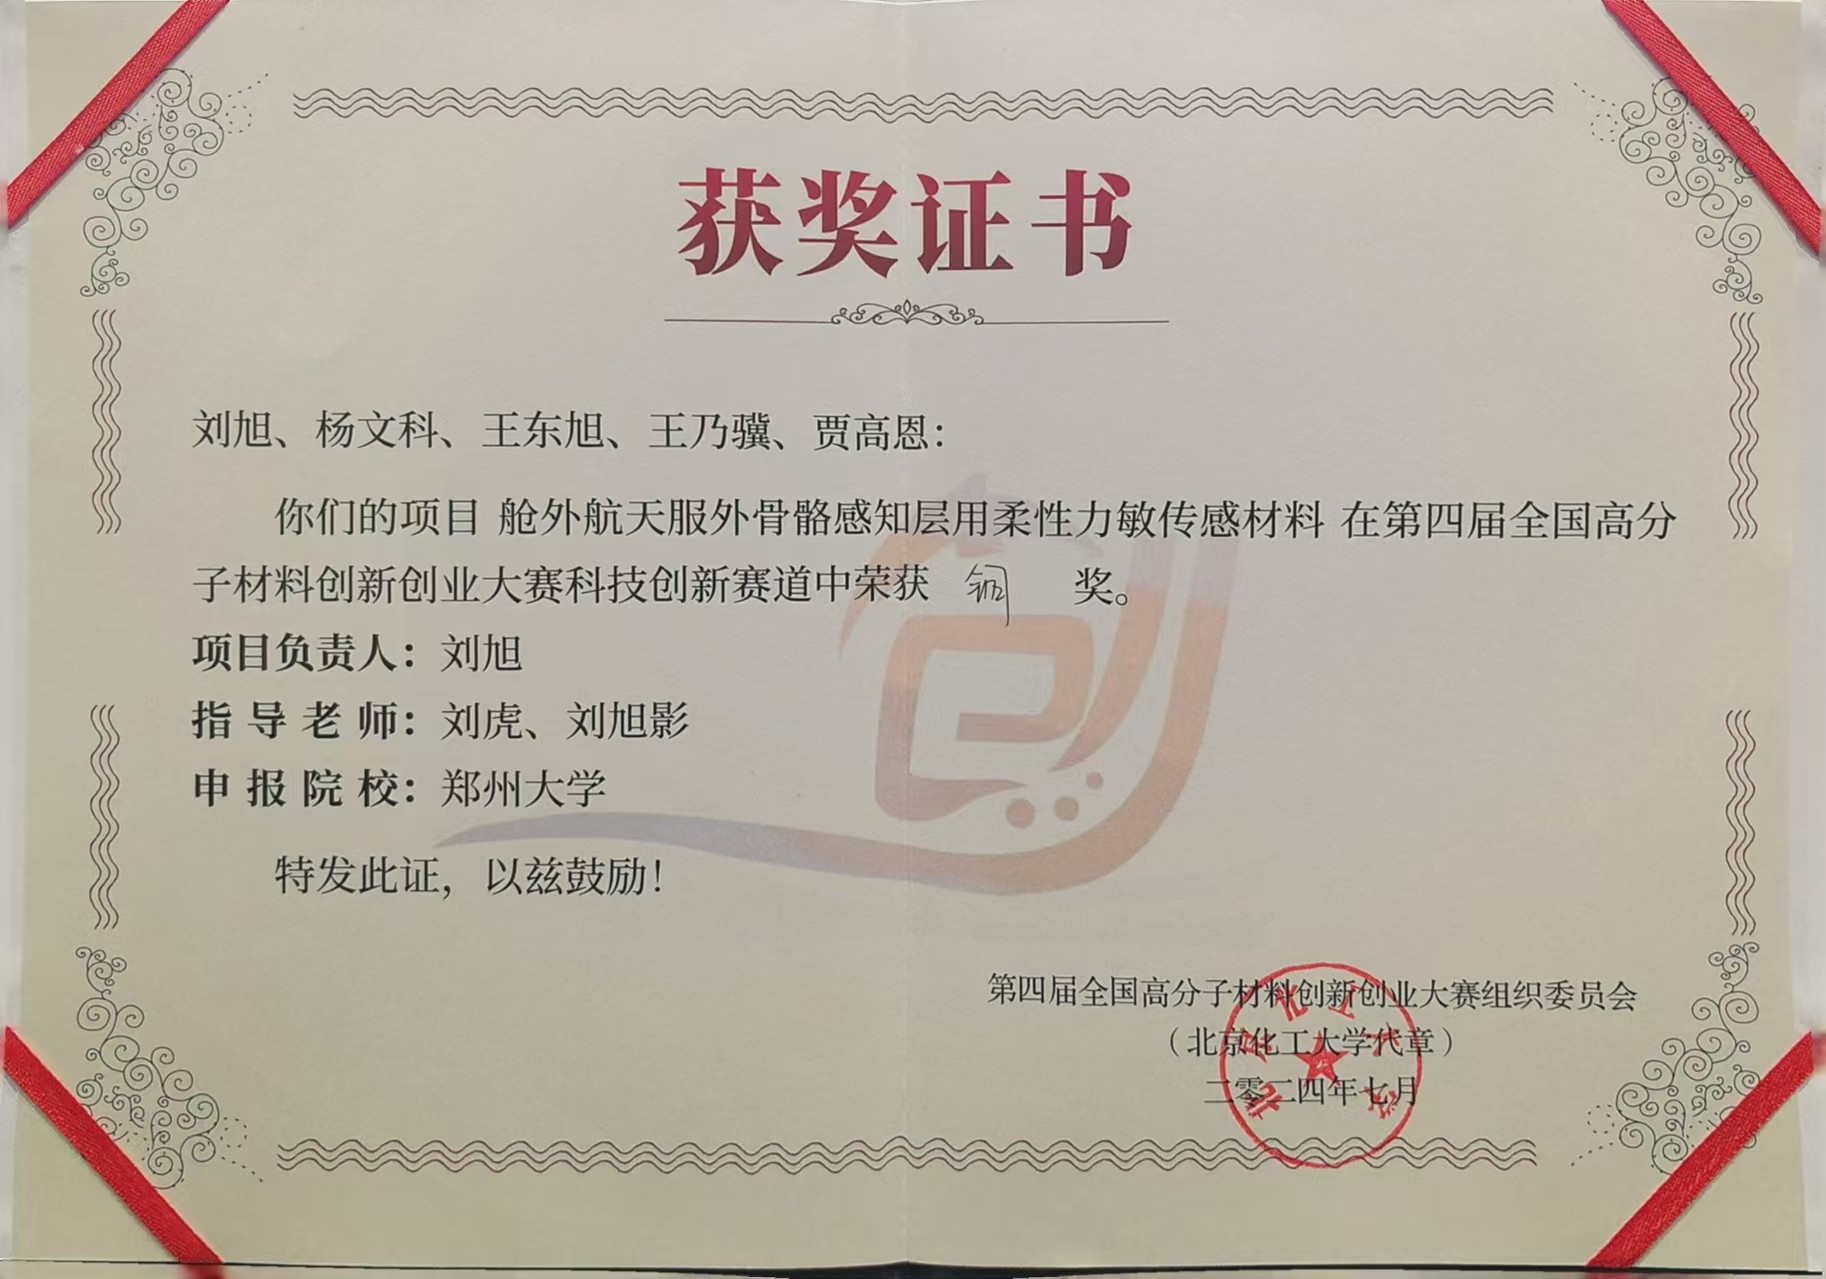 获奖证书
刘旭、杨文科、王东旭、王乃骥、贾高恩：
你们的项目 舱外航天服外骨骼感知层用柔性力敏传感材料 在第四届全国高分
子材料创新创业大赛科技创新赛道中荣获 铜 奖。
项目负责人：刘旭
指导老师：刘虎、刘旭影
申报院校：郑州大学
特发此证，以兹鼓励！
第四届全国高分子材料创新创业大赛组织委员会
（北京化工大学代章）
二零二四年七月
北京化工大学